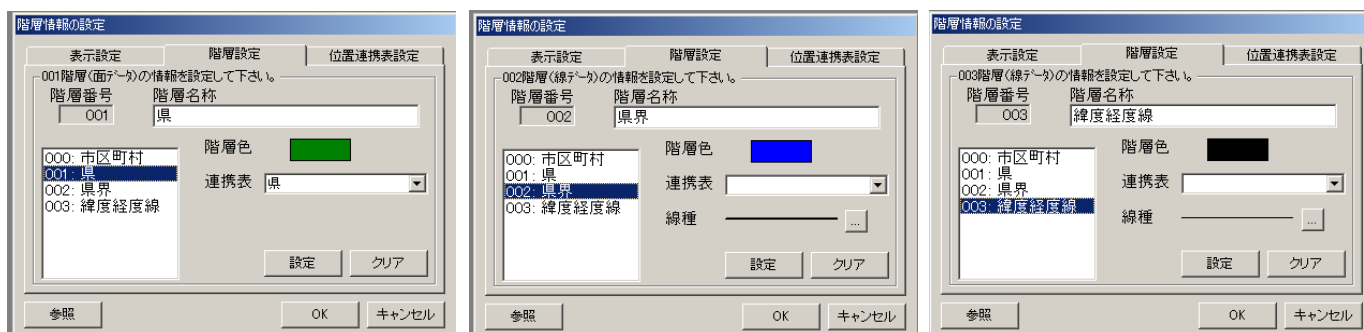 階層情報の設定
表示設定 階層設定 位置連携表設定
001階層(面ﾃﾞｰﾀ)の情報を設定して下さい。
階層番号 階層名称
001 県
000: 市区町村
001: 県
002: 県界
003: 緯度経度線
階層色
連携表 県
設定 クリア
参照 OK キャンセル
階層情報の設定
表示設定 階層設定 位置連携表設定
002階層(線ﾃﾞｰﾀ)の情報を設定して下さい。
階層番号 階層名称
002 県界
000: 市区町村
001: 県
002: 県界
003: 緯度経度線
階層色
連携表
線種 ...
設定 クリア
参照 OK キャンセル
階層情報の設定
表示設定 階層設定 位置連携表設定
003階層(線ﾃﾞｰﾀ)の情報を設定して下さい。
階層番号 階層名称
003 緯度経度線
000: 市区町村
001: 県
002: 県界
003: 緯度経度線
階層色
連携表
線種 ...
設定 クリア
参照 OK キャンセル